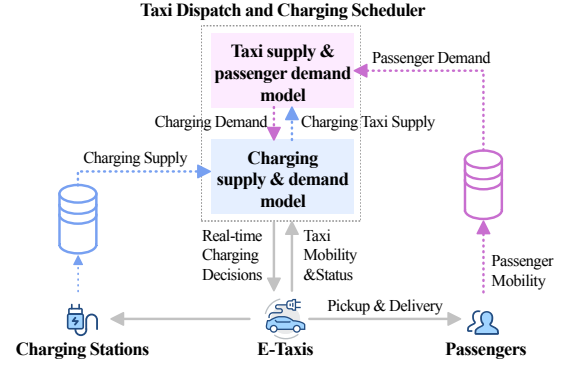 Taxi Dispatch and Charging Scheduler
Taxi supply &
passenger demand
model
Passenger Demand
Charging Demand
Charging Taxi Supply
Charging Supply
Charging
supply & demand
model
Real-time
Charging
Decisions
Taxi
Mobility
&Status
Passenger
Mobility
Pickup & Delivery
Charging Stations
E-Taxis
Passengers